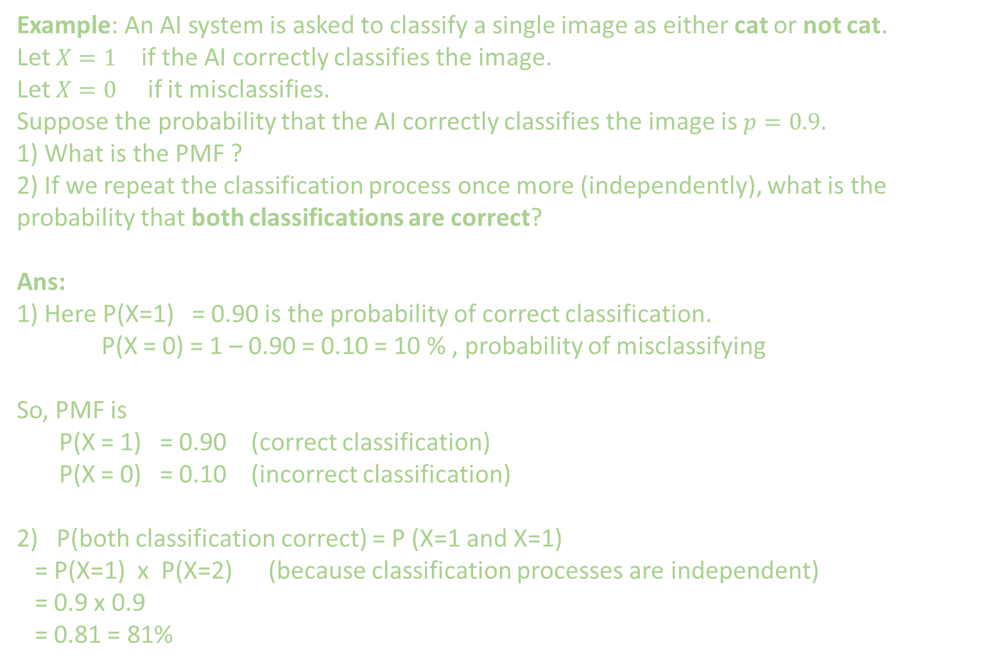 Example: An AI system is asked to classify a single image as either cat or not cat.
Let X = 1 if the AI correctly classifies the image.
Let X = 0 if it misclassifies.
Suppose the probability that the AI correctly classifies the image is p = 0.9.
1) What is the PMF ?
2) If we repeat the classification process once more (independently), what is the
probability that both classifications are correct?
Ans:
1) Here P(X=1) = 0.90 is the probability of correct classification.
P(X = 0) = 1 – 0.90 = 0.10 = 10 % , probability of misclassifying
So, PMF is
P(X = 1) = 0.90 (correct classification)
P(X = 0) = 0.10 (incorrect classification)
2) P(both classification correct) = P (X=1 and X=1)
= P(X=1) x P(X=2) (because classification processes are independent)
= 0.9 x 0.9
= 0.81 = 81%